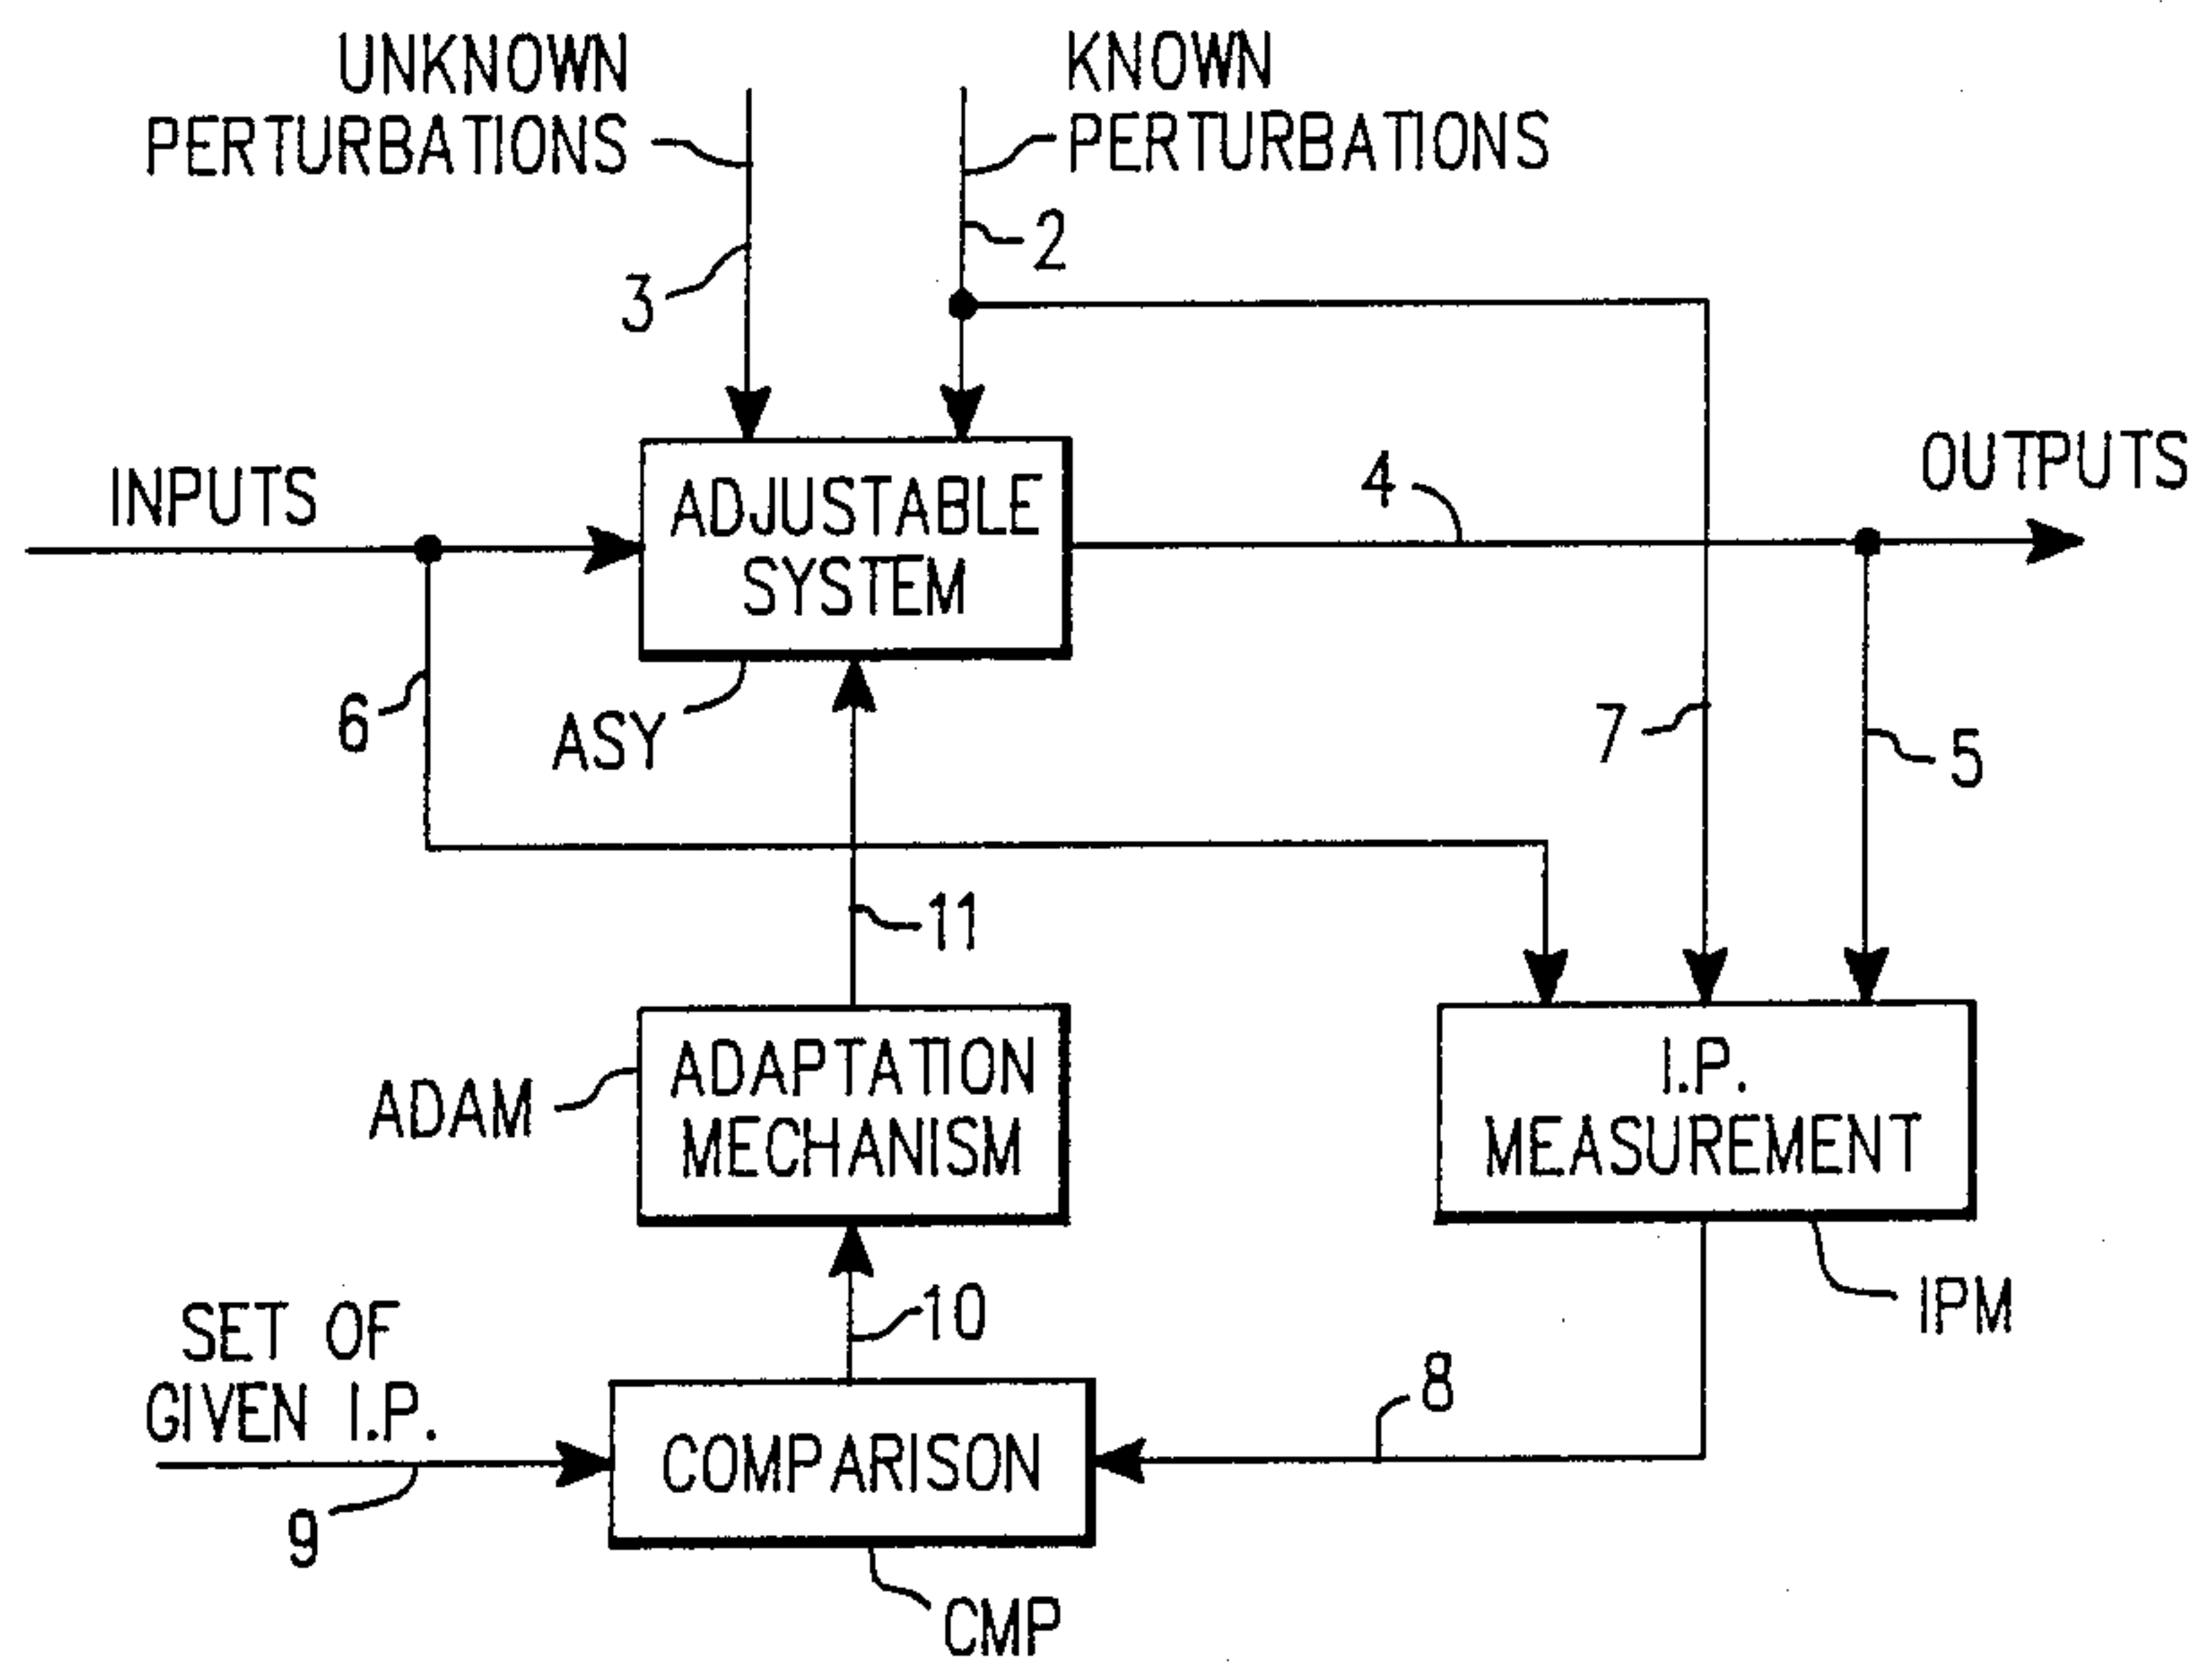 UNKNOWN
PERTURBATIONS
KNOWN
PERTURBATIONS
2
3
INPUTS
ADJUSTABLE
SYSTEM
4
OUTPUTS
6
ASY
7
5
11
ADAM
ADAPTATION
MECHANISM
I.P.
MEASUREMENT
IPM
SET OF
GIVEN I.P.
10
8
9
COMPARISON
CMP